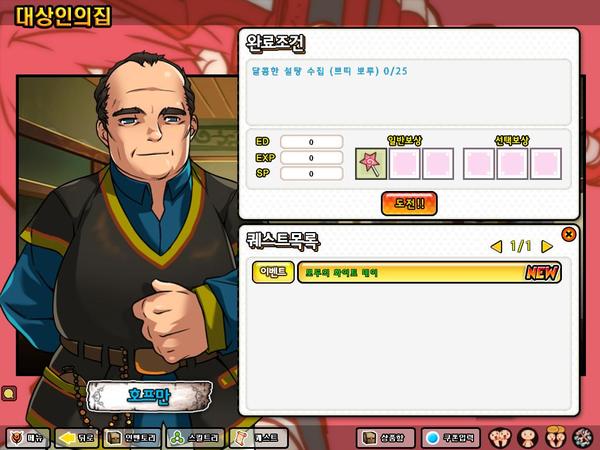 대상인의집
완료조건
달콤한 설탕 수집 (쁘띠 뽀루) 0/25
ED 0
EXP 0
SP 0
일반보상
선택보상
도전!!
퀘스트목록
1/1
이벤트
모두의 화이트 데이
NEW
호프만
메뉴
뒤로
인벤토리
스킬트리
퀘스트
상품함
쿠폰입력